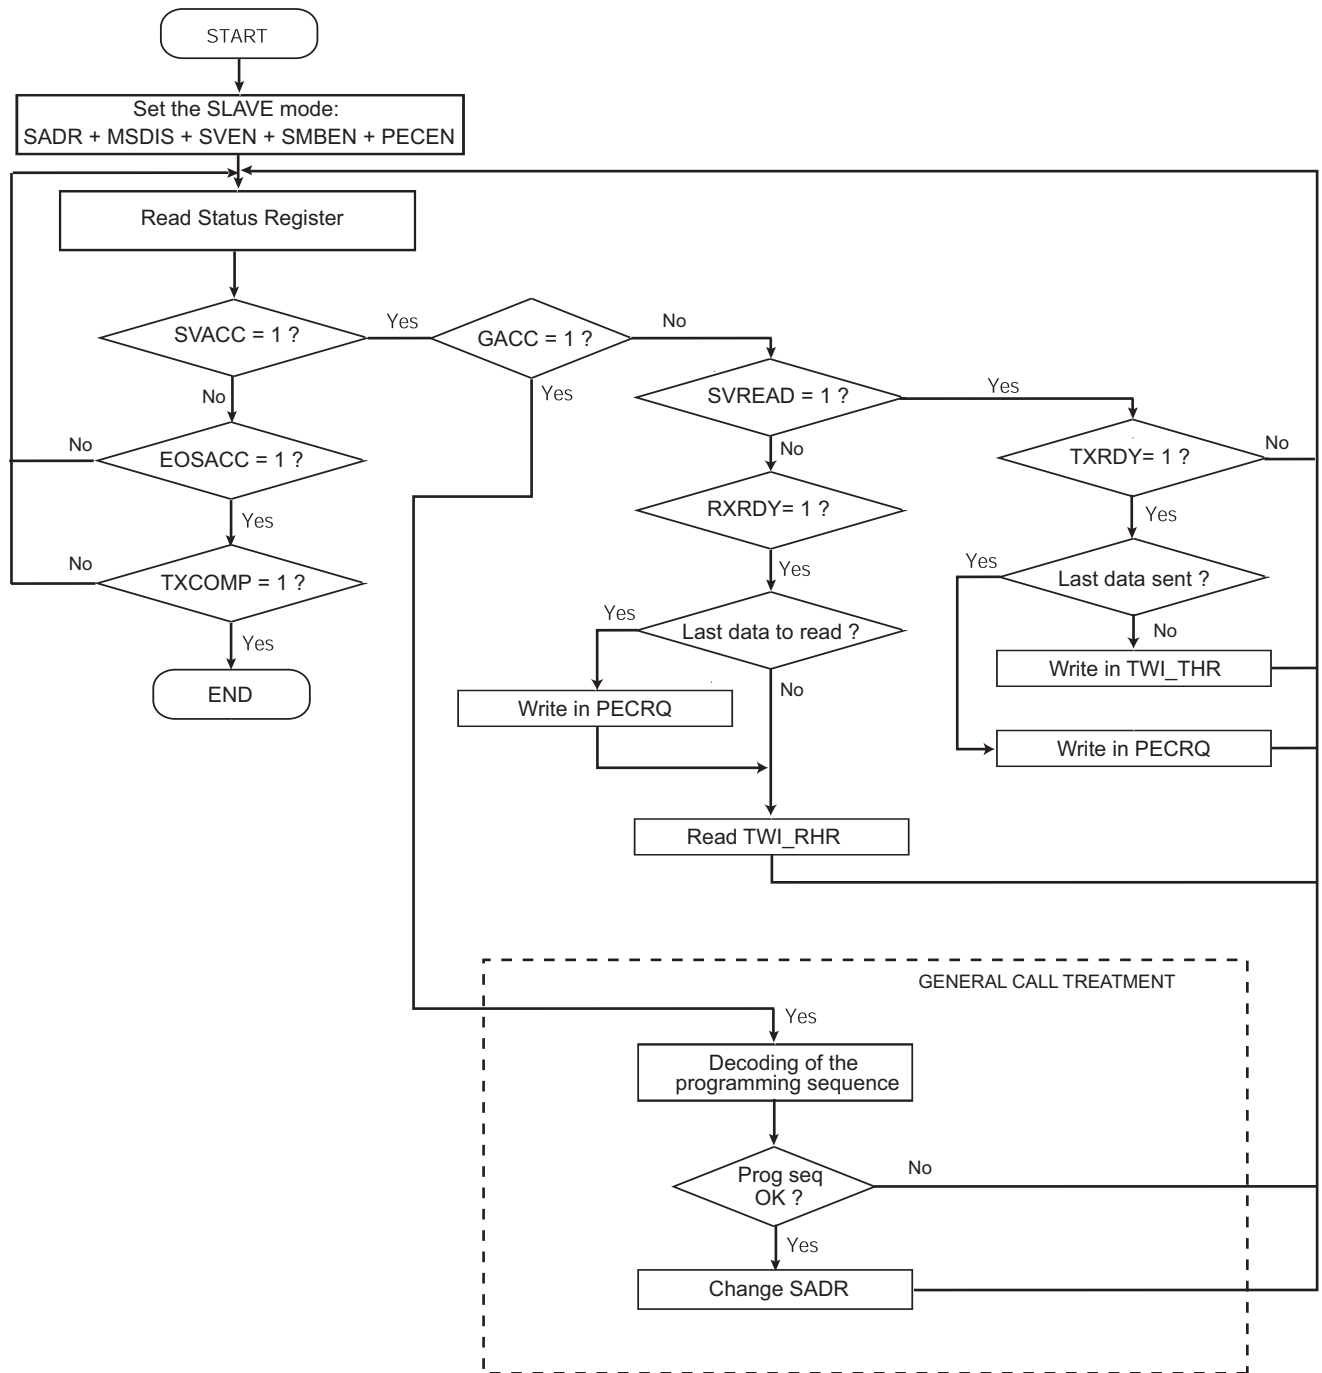 START
Set the SLAVE mode:
SADR + MSDIS + SVEN + SMBEN + PECEN
Read Status Register
SVACC = 1 ?
Yes
GACC = 1 ?
No
No
Yes
SVREAD = 1 ?
Yes
EOSACC = 1 ?
No
No
TXRDY= 1 ?
No
Yes
RXRDY= 1 ?
Yes
TXCOMP = 1 ?
No
Yes
Yes
Last data sent ?
Yes
No
Last data to read ?
Yes
No
END
Write in PECRQ
Write in TWI_THR
Write in PECRQ
Read TWI_RHR
GENERAL CALL TREATMENT
Yes
Decoding of the
programming sequence
Prog seq
OK ?
No
Yes
Change SADR